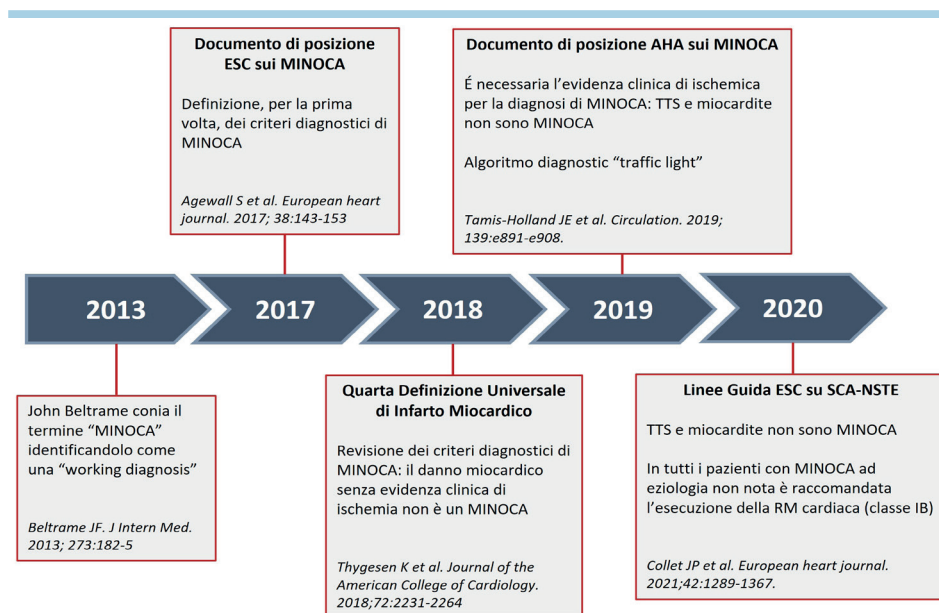 Documento di posizione
ESC sui MINOCA
Definizione, per la prima
volta, dei criteri diagnostici di
MINOCA
Agewall S et al. European heart
journal. 2017; 38:143-153
Documento di posizione AHA sui MINOCA
É necessaria l’evidenza clinica di ischemica
per la diagnosi di MINOCA: TTS e miocardite
non sono MINOCA
Algoritmo diagnostic “traffic light”
Tamis-Holland JE et al. Circulation. 2019;
139:e891-e908.
2013
2017
2018
2019
2020
John Beltrame conia il
termine “MINOCA”
identificandolo come
una “working diagnosis”
Beltrame JF. J Intern Med.
2013; 273:182-5
Quarta Definizione Universale
di Infarto Miocardico
Revisione dei criteri diagnostici di
MINOCA: il danno miocardico
senza evidenza clinica di
ischemia non è un MINOCA
Thygesen K et al. Journal of the
American College of Cardiology.
2018;72:2231-2264
Linee Guida ESC su SCA-NSTE
TTS e miocardite non sono MINOCA
In tutti i pazienti con MINOCA ad
eziologia non nota è raccomandata
l’esecuzione della RM cardiaca (classe IB)
Collet JP et al. European heart journal.
2021;42:1289-1367.